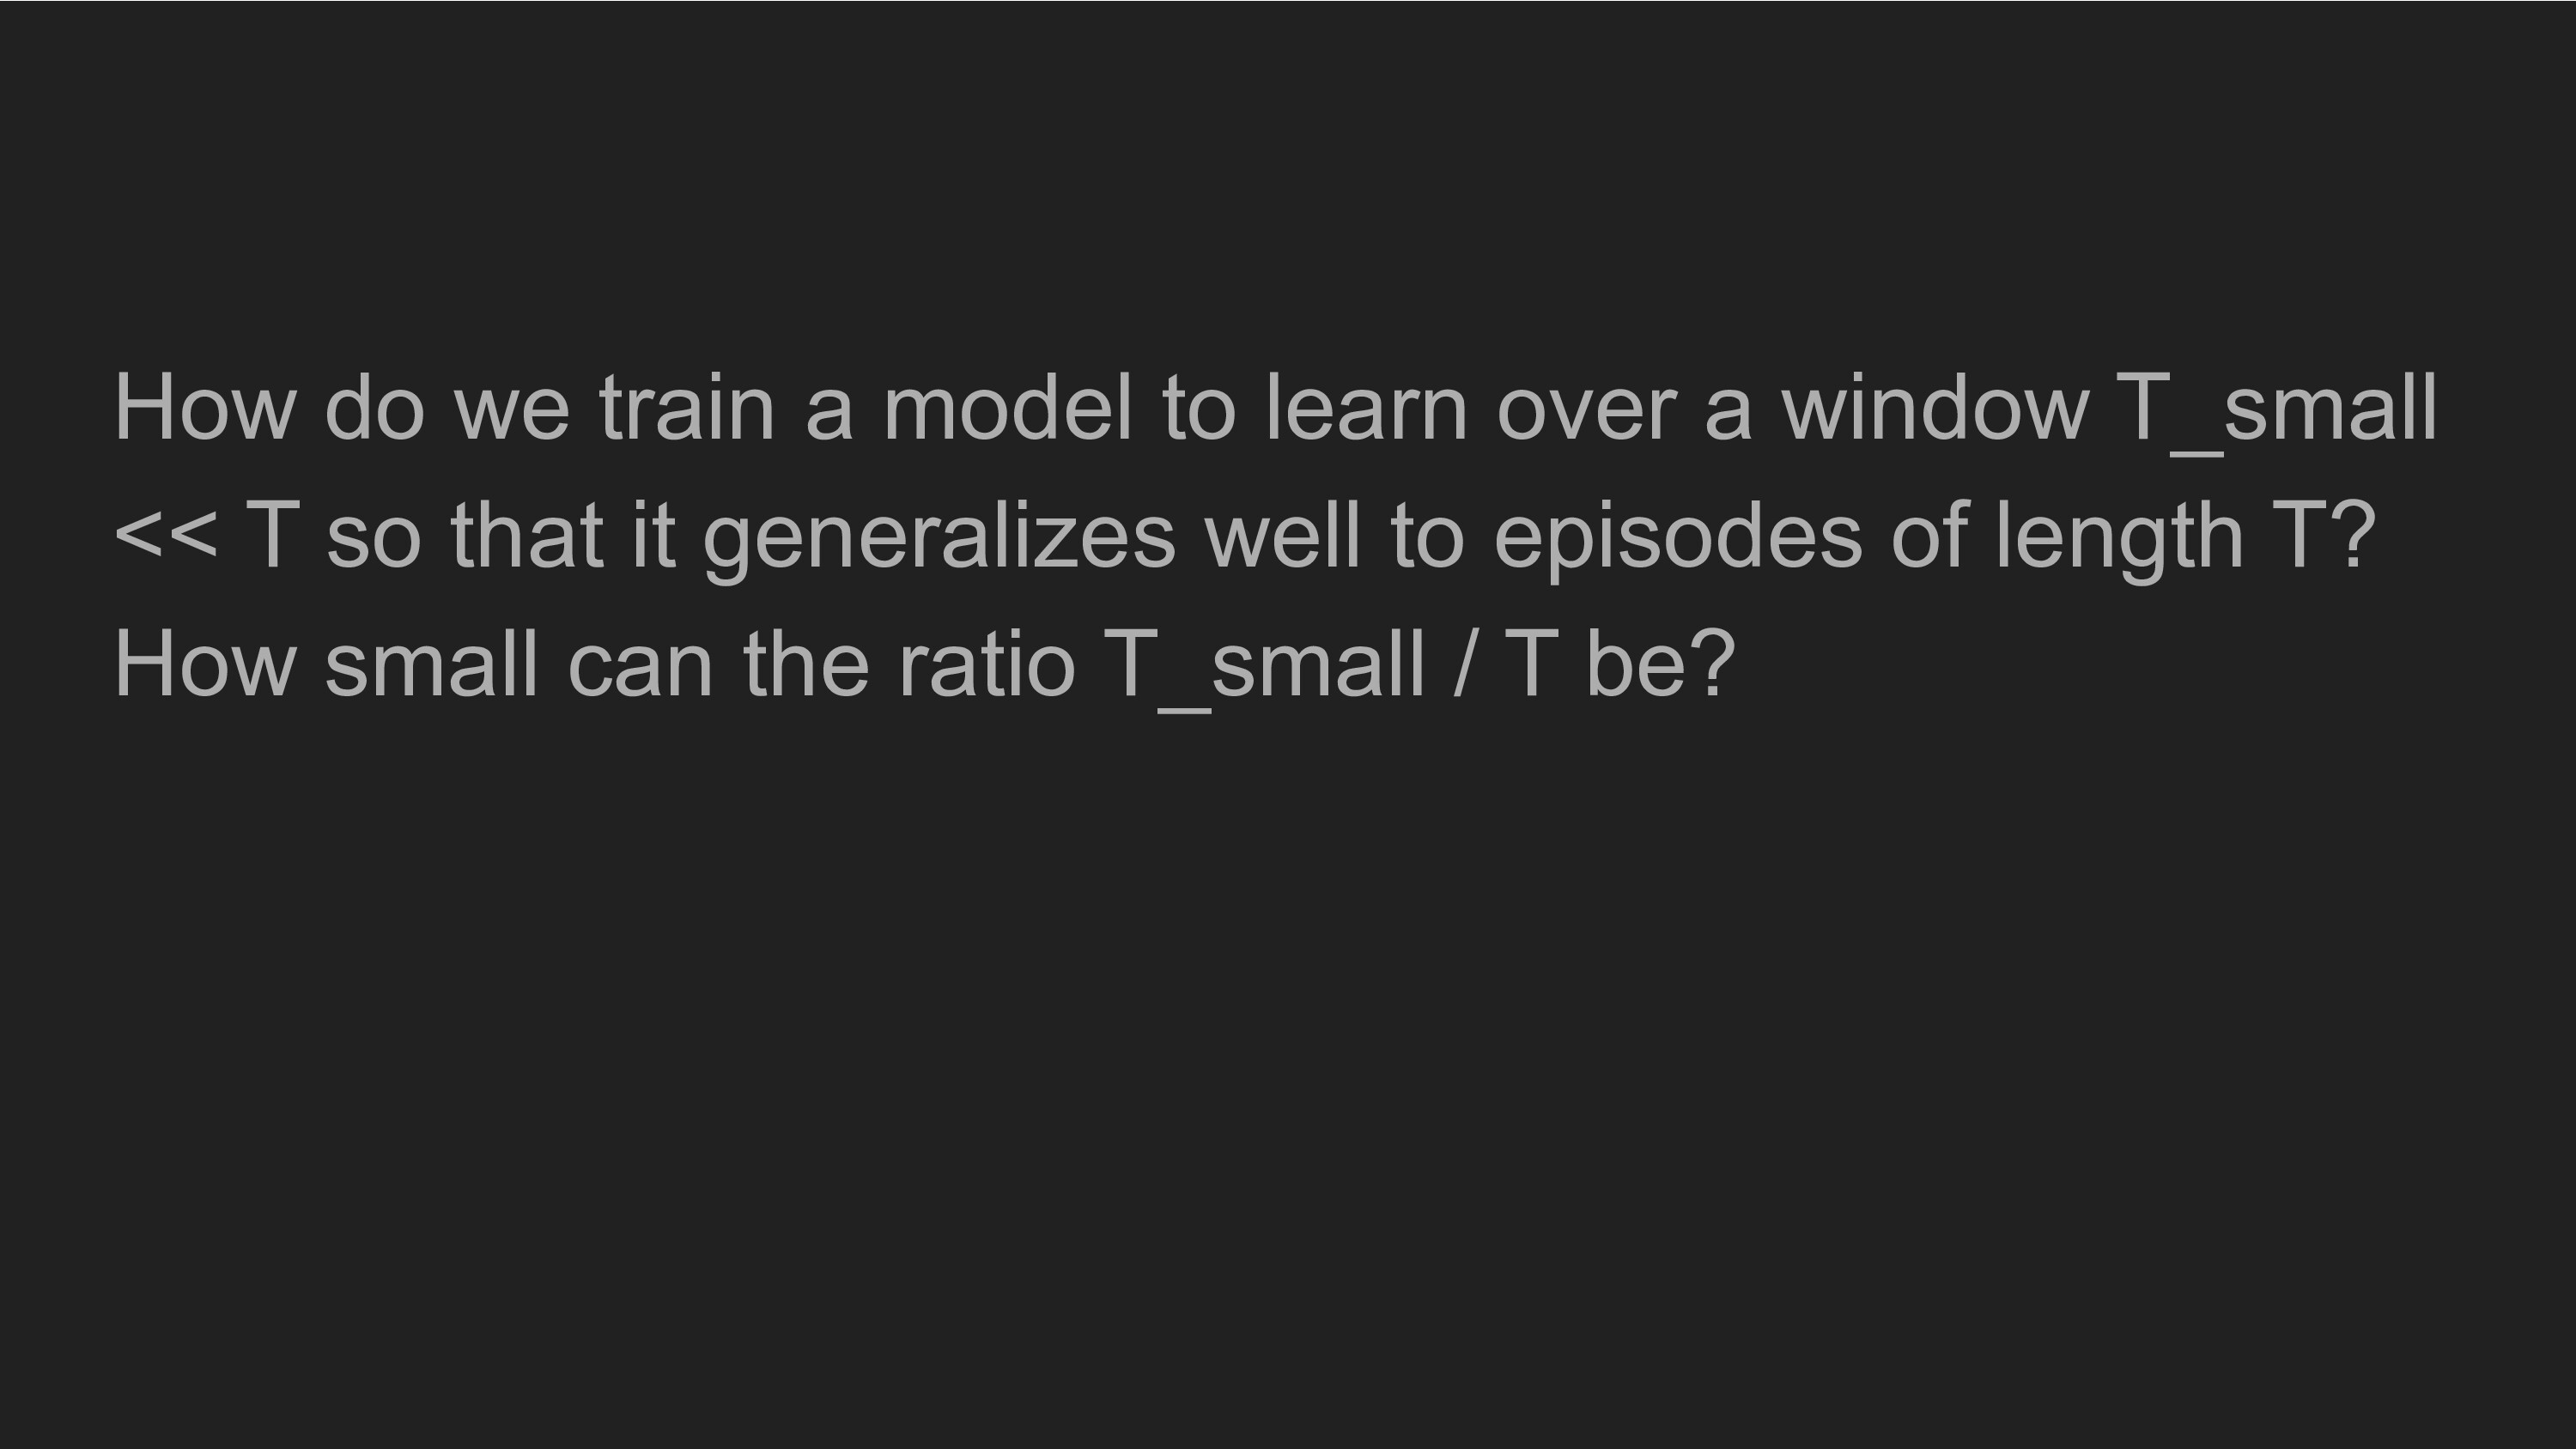 How do we train a model to learn over a window T_small
<< T so that it generalizes well to episodes of length T?
How small can the ratio T_small / T be?